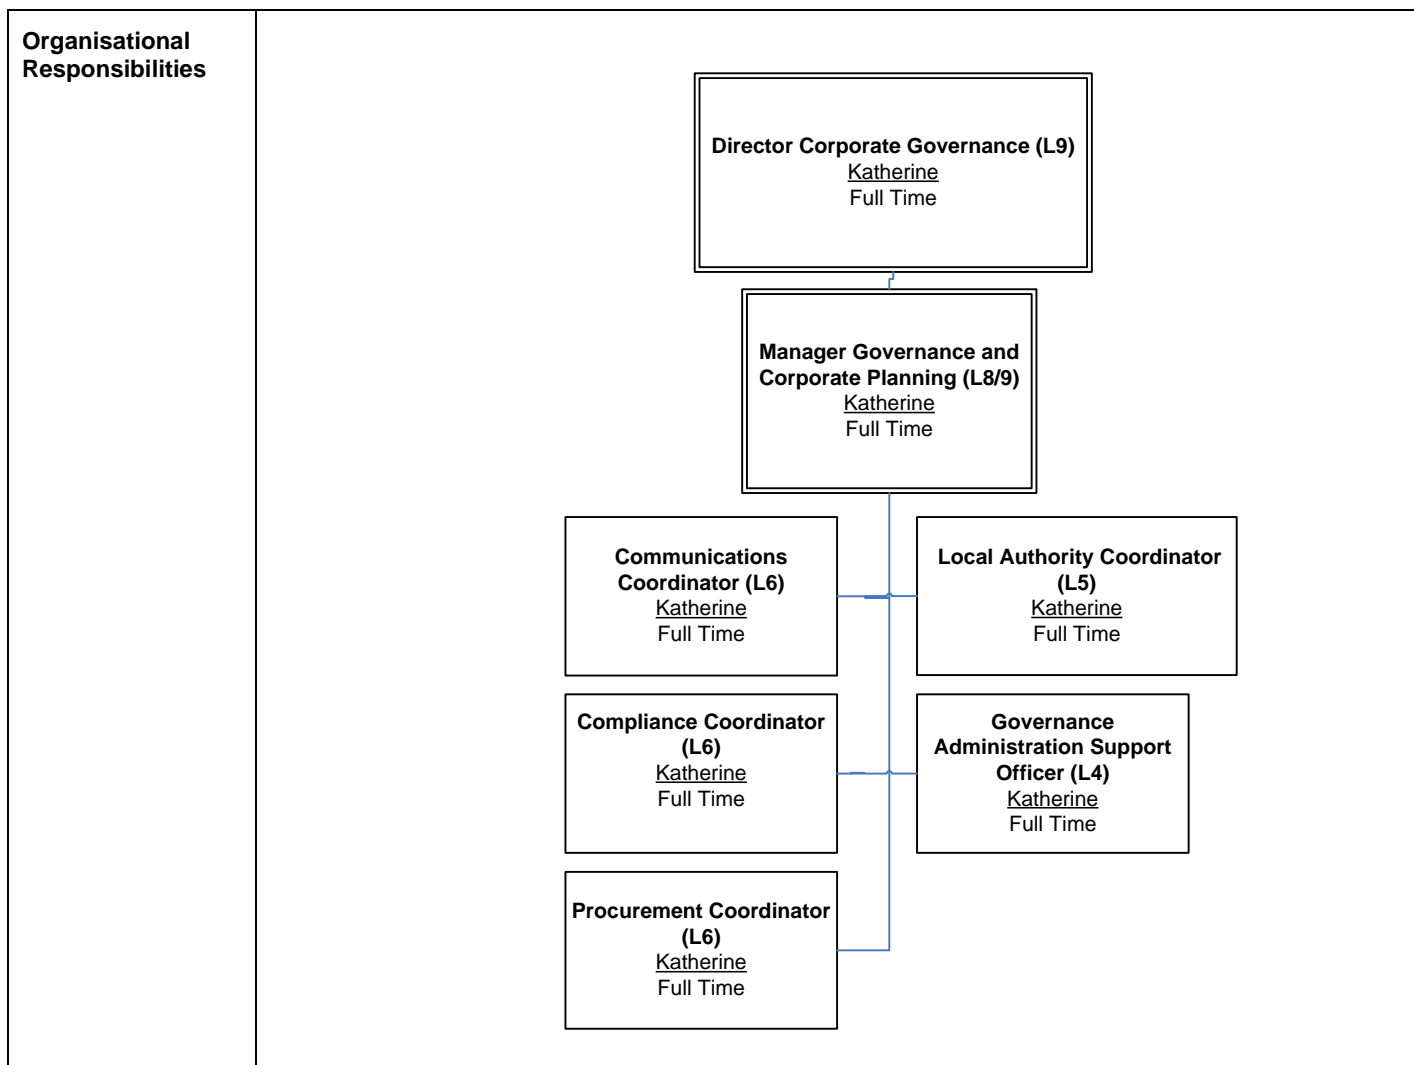 Organisational
Responsibilities
Director Corporate Governance (L9)
Katherine
Full Time
Manager Governance and
Corporate Planning (L8/9)
Katherine
Full Time
Communications
Coordinator (L6)
Katherine
Full Time
Local Authority Coordinator
(L5)
Katherine
Full Time
Compliance Coordinator
(L6)
Katherine
Full Time
Governance
Administration Support
Officer (L4)
Katherine
Full Time
Procurement Coordinator
(L6)
Katherine
Full Time